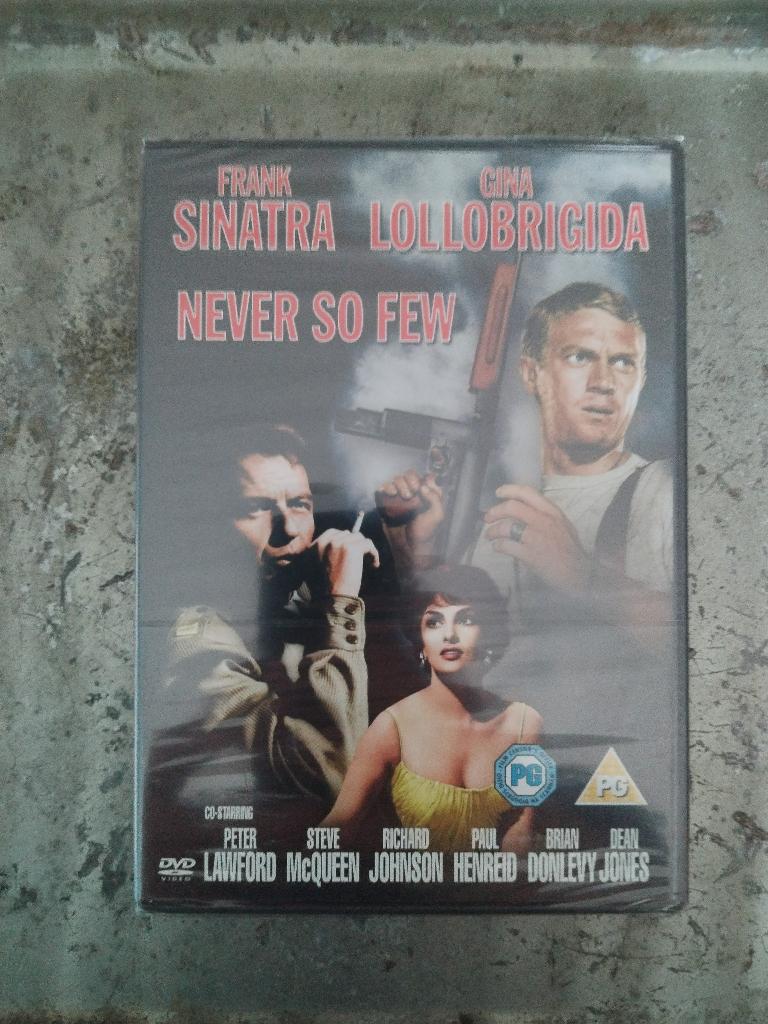 FRANK GINA
SINATRA LOLLOBRIGIDA
NEVER SO FEW
PG
PG
CO-STARRING
PETER STEVE RICHARD PAUL BRIAN DEAN
LAWFORD McQUEEN JOHNSON HENREID DONLEVY JONES
DVD
VIDEO